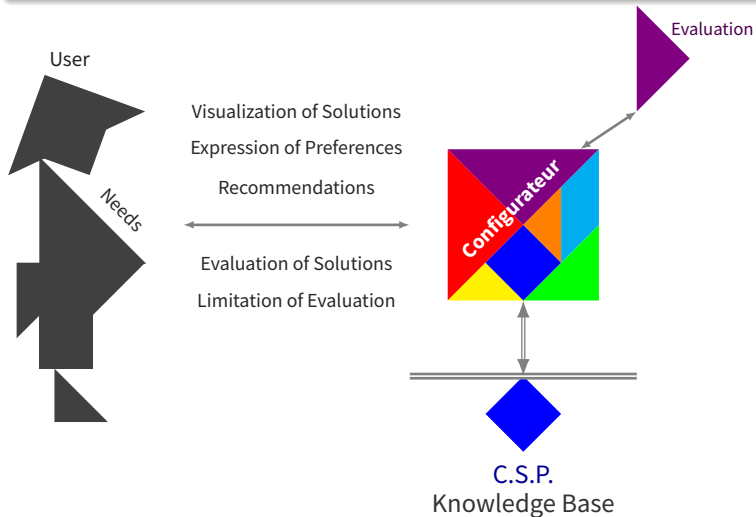 Evaluation
User
Visualization of Solutions
Expression of Preferences
Recommendations
Needs
Configurateur
Evaluation of Solutions
Limitation of Evaluation
C.S.P.
Knowledge Base